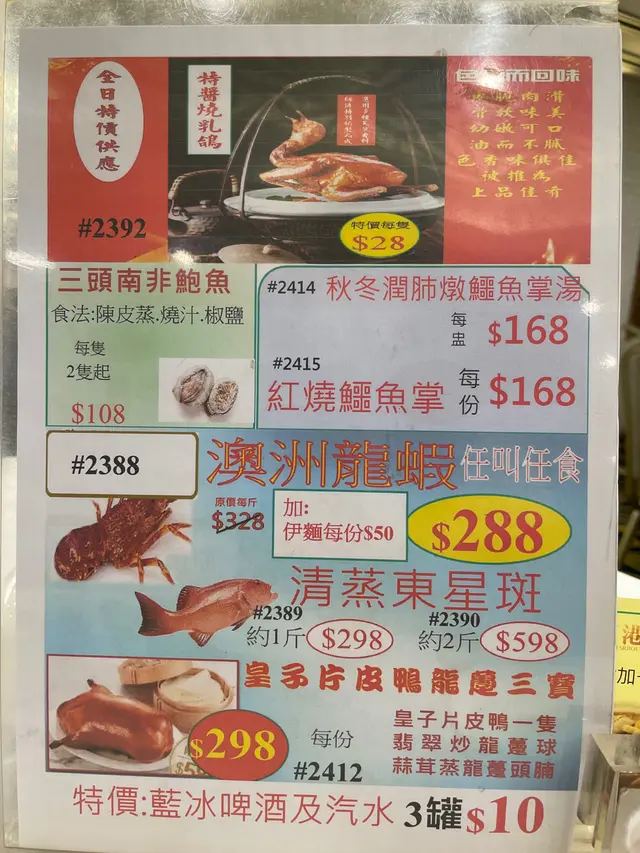 全日特價供應
#2392
特醬燒乳鴿
特價每隻
$28
而回味
肉滑
味美
幼嫩可口
油而不膩
色香味俱佳
被推為
上品佳肴
三頭南非鮑魚
食法:陳皮蒸.燒汁.椒鹽
每隻
2隻起
$108
#2414 秋冬潤肺燉鱷魚掌湯
每盅 $168
#2415
紅燒鱷魚掌 每份 $168
#2388
澳洲龍蝦 任叫任食
原價每斤
$328
加:
伊麵每份$50
$288
清蒸東星斑
#2389
約1斤 $298
#2390
約2斤 $598
皇子片皮鴨龍躉三寶
$298
每份
#2412
皇子片皮鴨一隻
翡翠炒龍躉球
蒜茸蒸龍躉頭腩
特價:藍冰啤酒及汽水 3罐$10
港
加